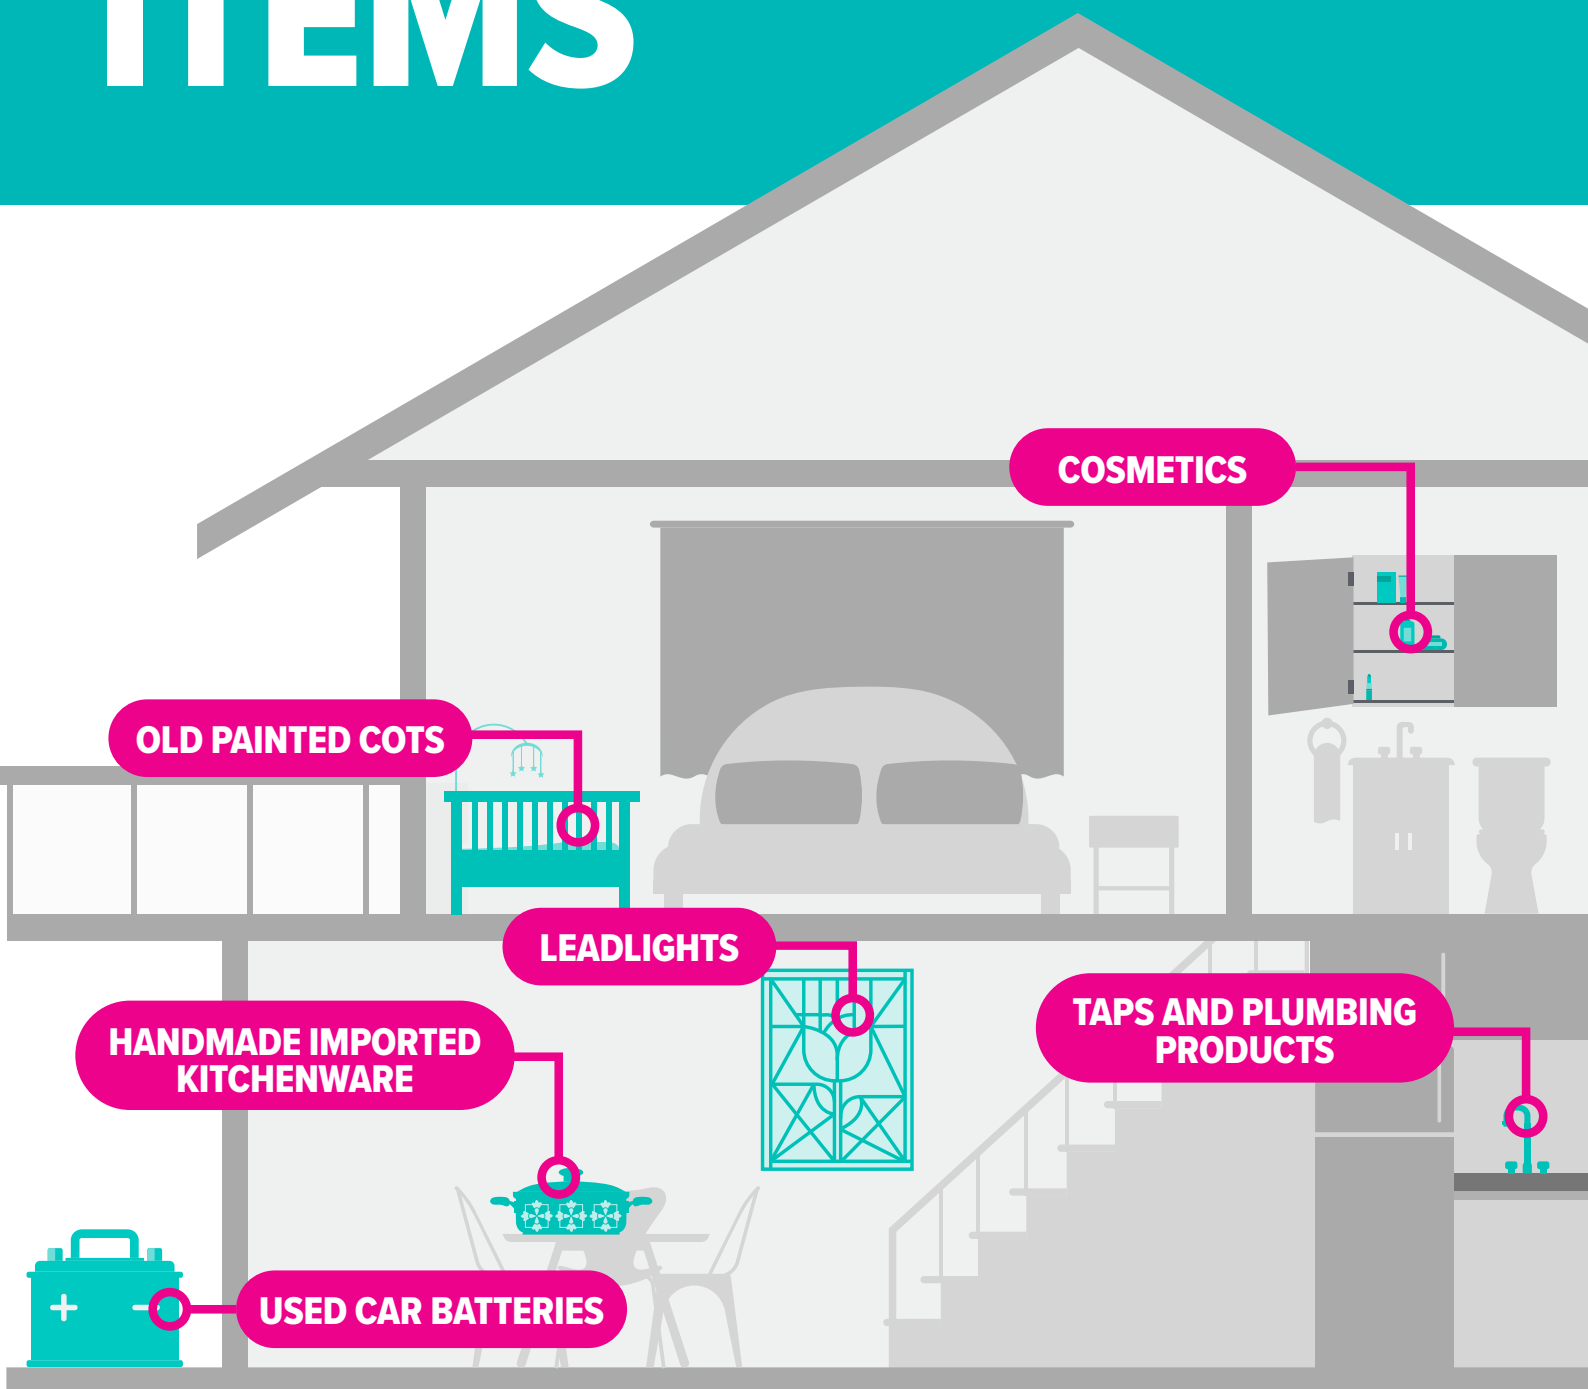 ITEMS
COSMETICS
OLD PAINTED COTS
LEADLIGHTS
HANDMADE IMPORTED
KITCHENWARE
TAPS AND PLUMBING
PRODUCTS
USED CAR BATTERIES